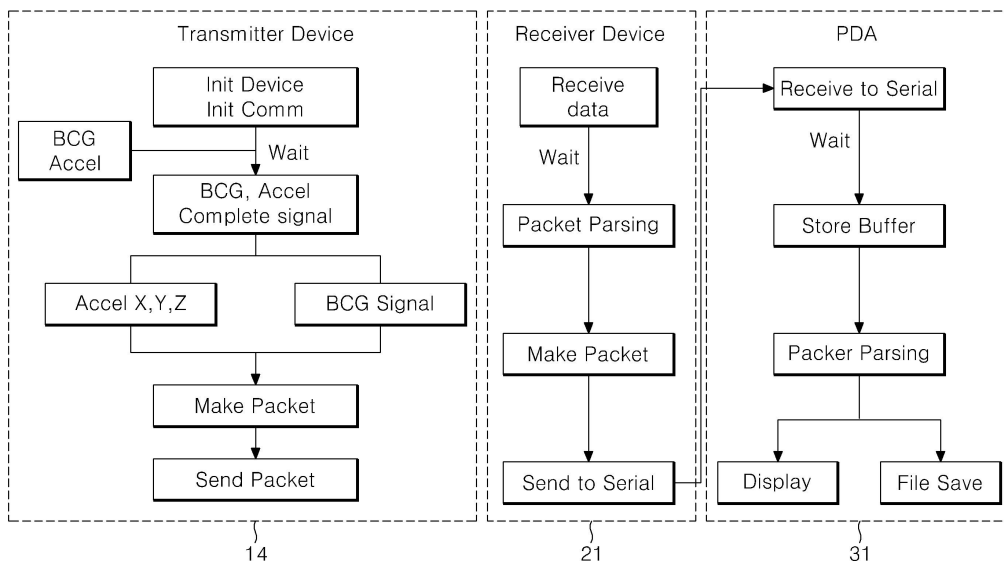 Transmitter Device
Init Device
Init Comm
BCG
Accel
Wait
BCG, Accel
Complete signal
Accel X,Y,Z
BCG Signal
Make Packet
Send Packet
14
Receiver Device
Receive
data
Wait
Packet Parsing
Make Packet
Send to Serial
21
PDA
Receive to Serial
Wait
Store Buffer
Packer Parsing
Display
File Save
31